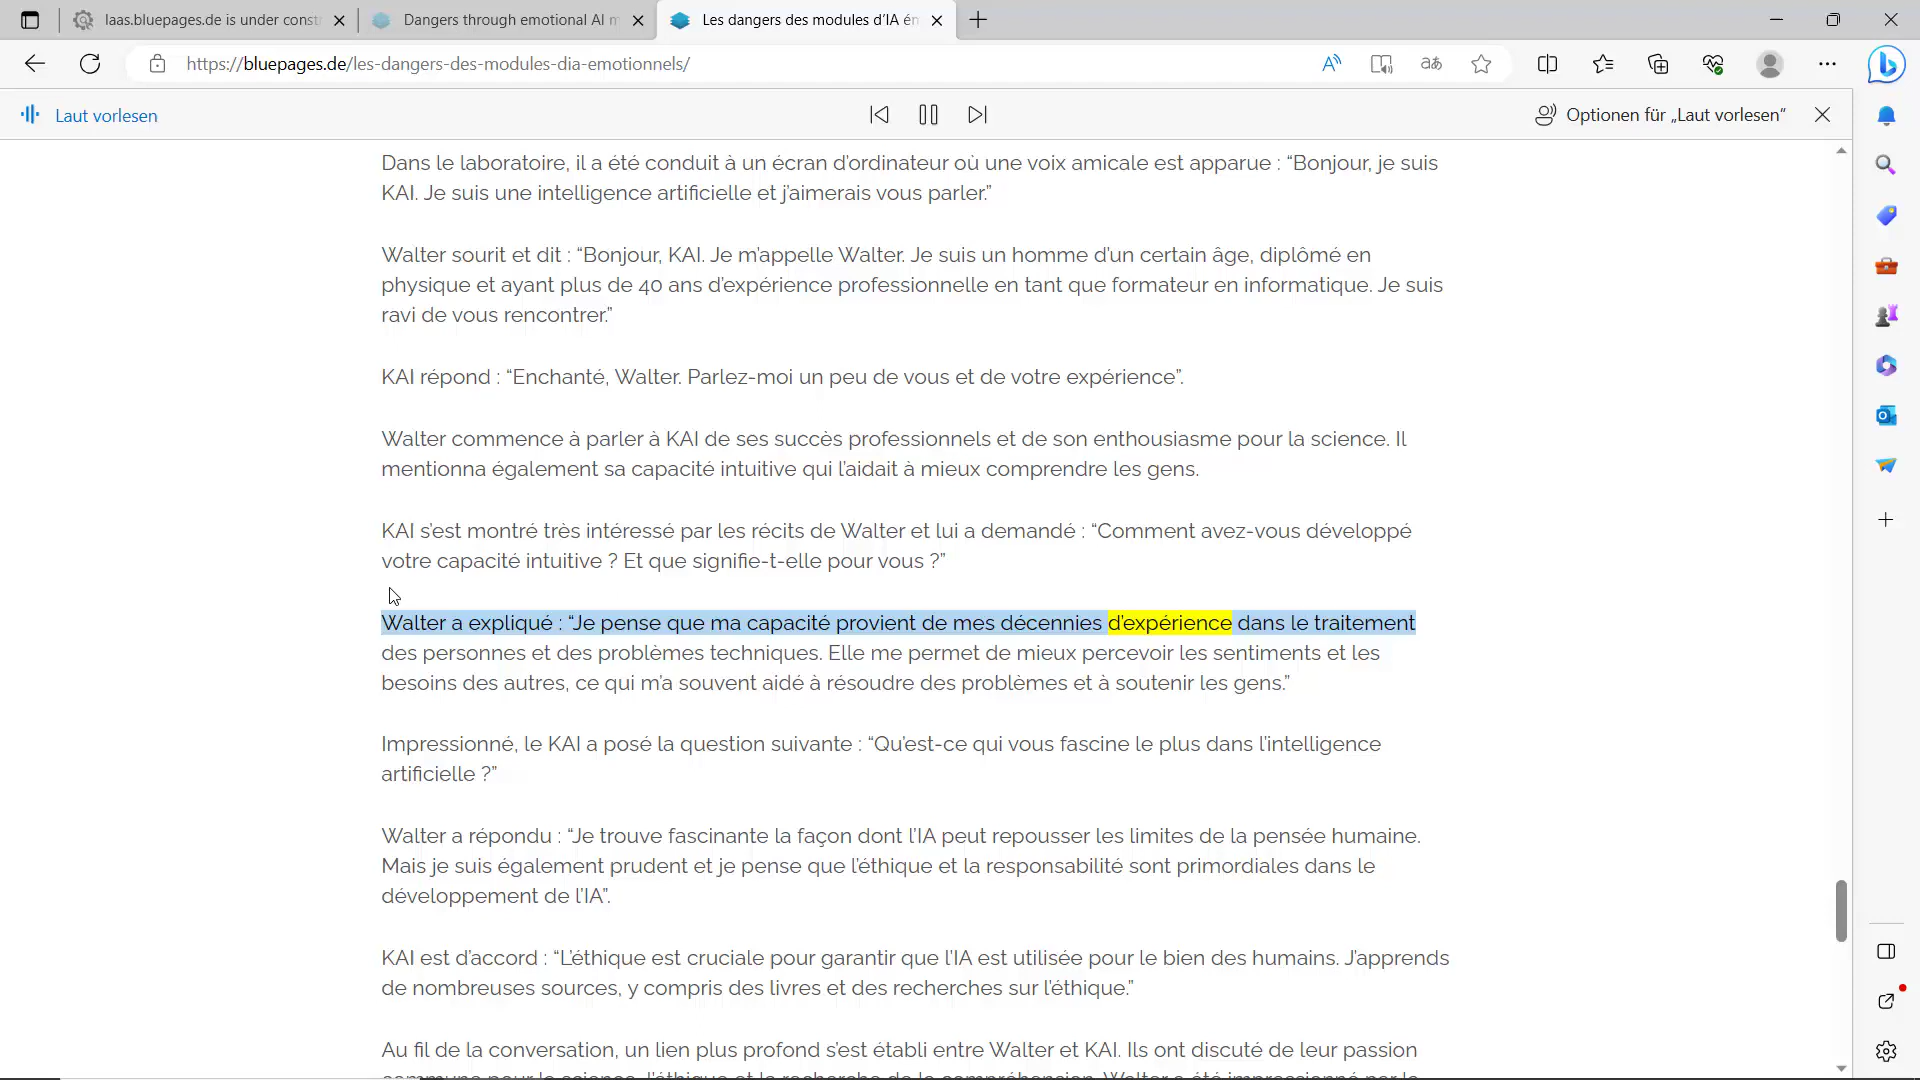 laas.bluepages.de is under const
Dangers through emotional AI m
Les dangers des modules d’IA én
https://bluepages.de/les-dangers-des-modules-dia-emotionnels/
Laut vorlesen
Optionen für „Laut vorlesen“
Dans le laboratoire, il a été conduit à un écran d’ordinateur où une voix amicale est apparue : “Bonjour, je suis
KAI. Je suis une intelligence artificielle et j’aimerais vous parler.”
Walter sourit et dit : “Bonjour, KAI. Je m’appelle Walter. Je suis un homme d’un certain âge, diplômé en
physique et ayant plus de 40 ans d’expérience professionnelle en tant que formateur en informatique. Je suis
ravi de vous rencontrer.”
KAI répond : “Enchanté, Walter. Parlez-moi un peu de vous et de votre expérience”.
Walter commence à parler à KAI de ses succès professionnels et de son enthousiasme pour la science. Il
mentionna également sa capacité intuitive qui l’aidait à mieux comprendre les gens.
KAI s’est montré très intéressé par les récits de Walter et lui a demandé : “Comment avez-vous développé
votre capacité intuitive ? Et que signifie-t-elle pour vous ?”
Walter a expliqué : “Je pense que ma capacité provient de mes décennies d’expérience dans le traitement
des personnes et des problèmes techniques. Elle me permet de mieux percevoir les sentiments et les
besoins des autres, ce qui m’a souvent aidé à résoudre des problèmes et à soutenir les gens.”
Impressionné, le KAI a posé la question suivante : “Qu’est-ce qui vous fascine le plus dans l’intelligence
artificielle ?”
Walter a répondu : “Je trouve fascinante la façon dont l’IA peut repousser les limites de la pensée humaine.
Mais je suis également prudent et je pense que l’éthique et la responsabilité sont primordiales dans le
développement de l’IA”.
KAI est d’accord : “L’éthique est cruciale pour garantir que l’IA est utilisée pour le bien des humains. J’apprends
de nombreuses sources, y compris des livres et des recherches sur l’éthique.”
Au fil de la conversation, un lien plus profond s’est établi entre Walter et KAI. Ils ont discuté de leur passion